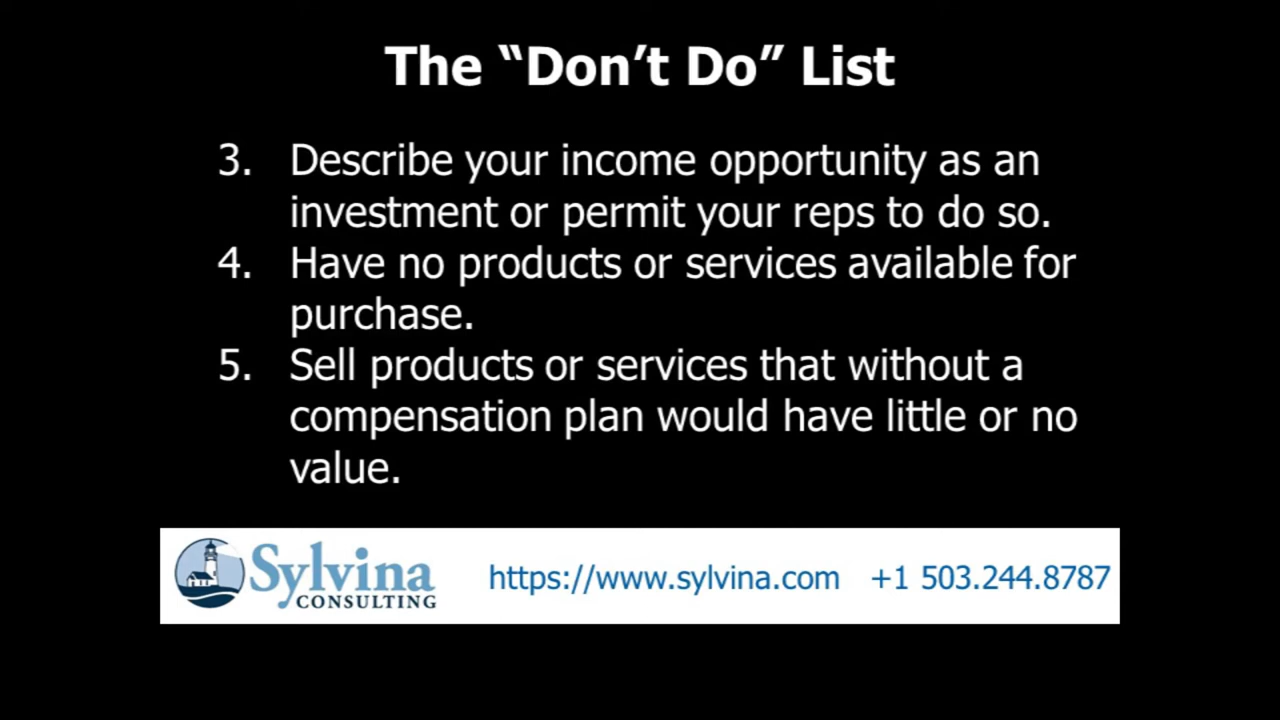 The “Don’t Do” List
3. Describe your income opportunity as an
investment or permit your reps to do so.
4. Have no products or services available for
purchase.
5. Sell products or services that without a
compensation plan would have little or no
value.
Sylvina
CONSULTING
https://www.sylvina.com +1 503.244.8787